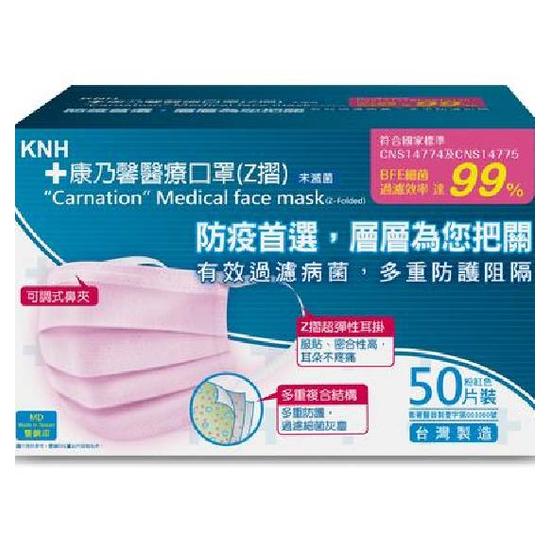 KNH
康乃馨醫療口罩(Z摺) 未滅菌
"Carnation" Medical face mask (Z-Folded)
符合國家標準
CNS14774及CNS14775
BFE細菌
過濾效率 達 99%
防疫首選，層層為您把關
有效過濾病菌，多重防護阻隔
可調式鼻夾
Z摺超彈性耳掛
服貼、密合性高，
耳朵不疼痛
多重複合結構
多重防護，
過濾細菌灰塵
MD
Made in Taiwan
雙鋼印
50片裝
粉紅色
台灣製造